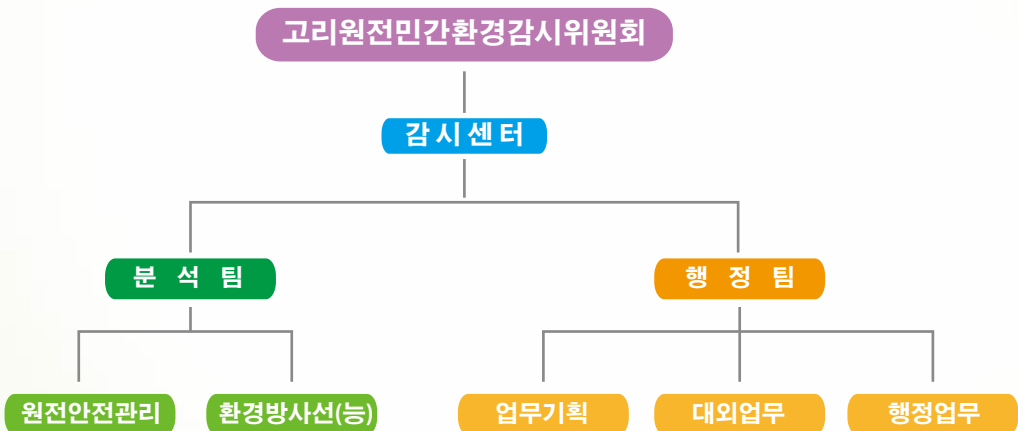 고리원전민간환경감시위원회
감시센터
분 석 팀
행 정 팀
원전안전관리
환경방사선(능)
업무기획
대외업무
행정업무